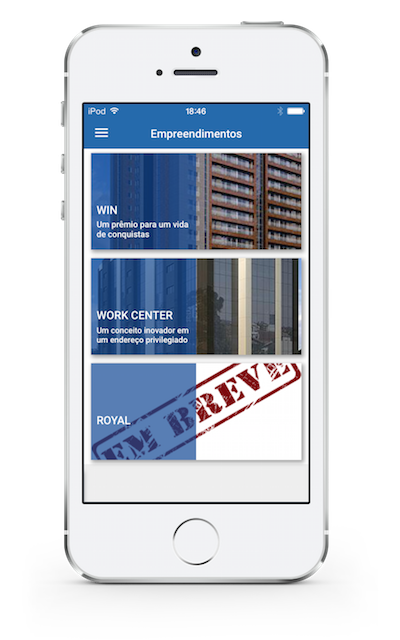 iPod
18:46
Empreendimentos
WIN
Um prêmio para um vida
de conquistas
WORK CENTER
Um conceito inovador em
um endereço privilegiado
ROYAL
EM BREVE